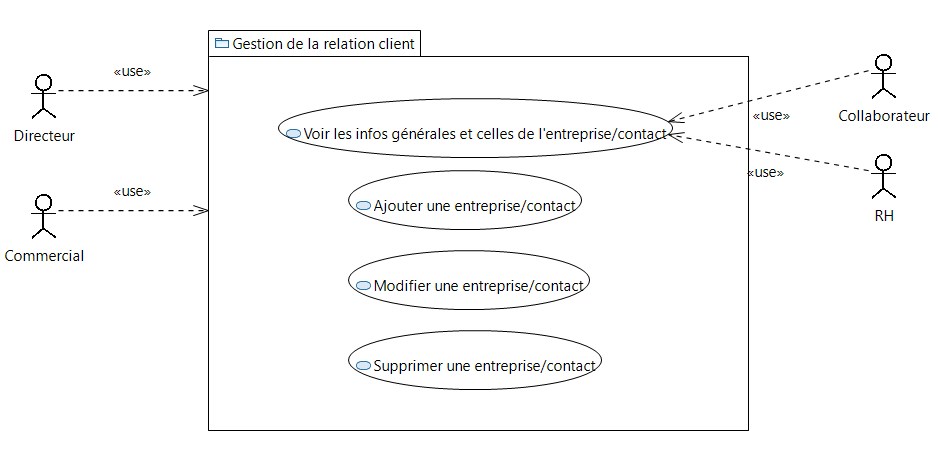 Gestion de la relation client
«use»
Directeur
«use»
Commercial
Voir les infos générales et celles de l'entreprise/contact
Ajouter une entreprise/contact
Modifier une entreprise/contact
Supprimer une entreprise/contact
«use»
Collaborateur
«use»
RH